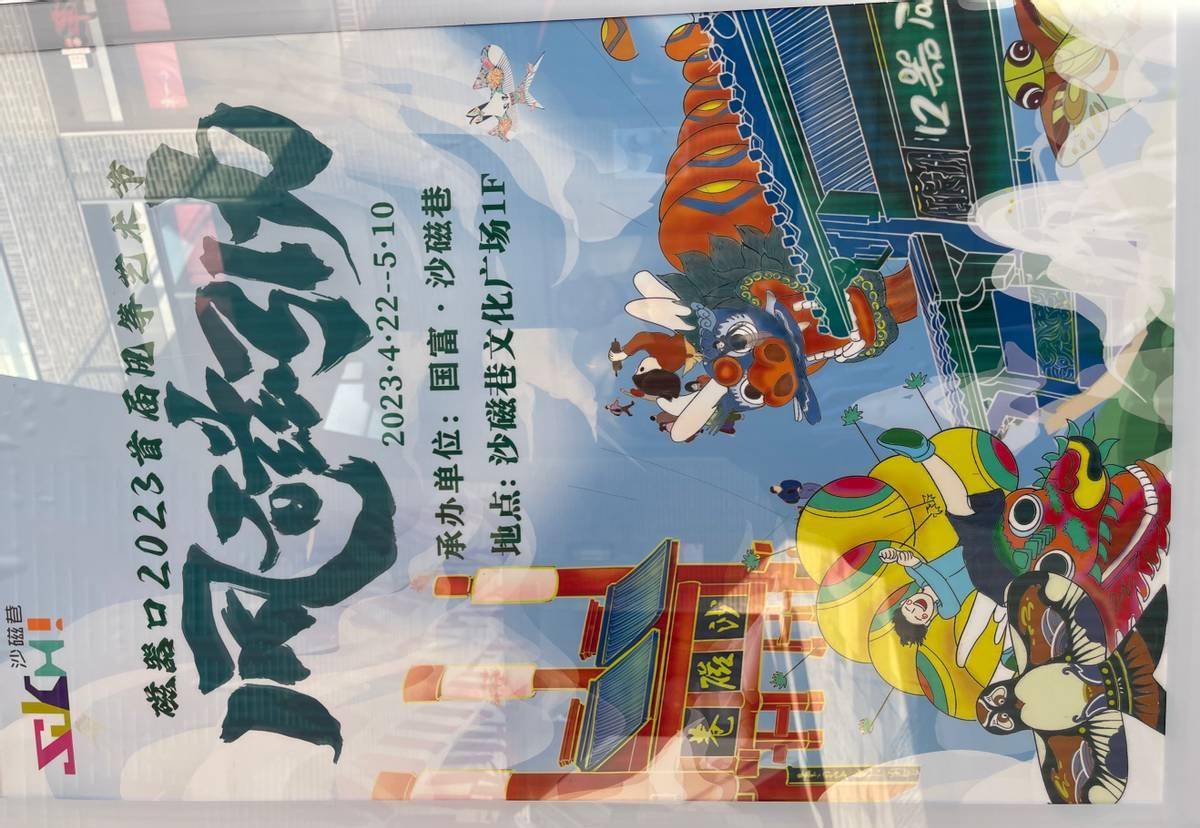 沙磁巷
磁器口2023首届风筝艺术节
风磁引力
2023·4·22--5·10
承办单位：国富·沙磁巷
地点：沙磁巷文化广场1F
沙磁巷